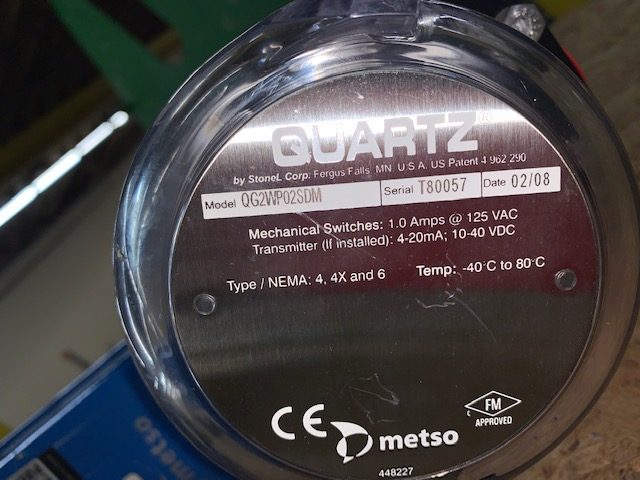 QUARTZ®
by StoneL Corp. Fergus Falls, MN. U.S.A. US Patent 4 962 290
Model QG2WP02SDM Serial T80057 Date 02/08
Mechanical Switches: 1.0 Amps @ 125 VAC
Transmitter (If installed): 4-20mA; 10-40 VDC
Type / NEMA: 4, 4X and 6 Temp: -40°C to 80°C
CE metso
c FM
APPROVED
448227
metso